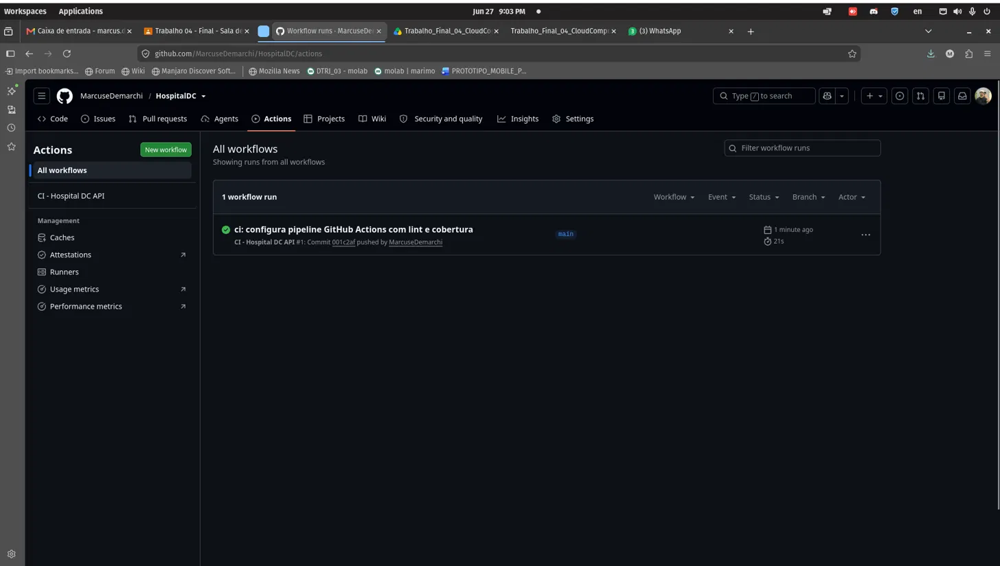 Workspaces Applications Jun 27 9:03 PM en
Caixa de entrada - marcus.d Trabalho 04 - Final - Sala de Workflow runs · MarcuseDe Trabalho_Final_04_CloudCo Trabalho_Final_04_CloudComp 3 (3) WhatsApp
github.com/MarcuseDemarchi/HospitalDC/actions M
Import bookmarks... Forum Wiki Manjaro Discover Soft... Mozilla News DTRJ_03 - molab molab | marimo PROTOTIPO_MOBILE_P...
MarcuseDemarchi / HospitalDC Type / to search
Code Issues Pull requests Agents Actions Projects Wiki Security and quality Insights Settings
Actions New workflow
All workflows
CI - Hospital DC API
Management
Caches
Attestations
Runners
Usage metrics
Performance metrics
All workflows
Showing runs from all workflows
Filter workflow runs
1 workflow run Workflow Event Status Branch Actor
ci: configura pipeline GitHub Actions com lint e cobertura
CI - Hospital DC API #1: Commit 001c2af pushed by MarcuseDemarchi
main
1 minute ago
21s